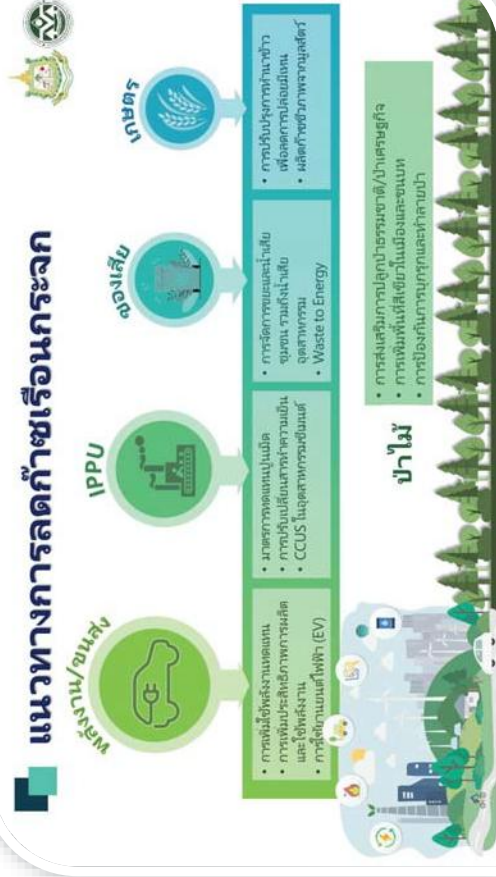 แนวทางการลดก๊าซเรือนกระจก
พลังงาน/ขนส่ง
• การเพิ่มใช้พลังงานทดแทน
• การเพิ่มประสิทธิภาพการผลิต
และใช้พลังงาน
• การใช้ยานยนต์ไฟฟ้า (EV)
IPPU
• มาตรการทดแทนปูนเม็ด
• การปรับเปลี่ยนสารทำความเย็น
• CCUS ในอุตสาหกรรมซีเมนต์
ของเสีย
• การจัดการขยะและน้ำเสีย
ชุมชน รวมถึงน้ำเสีย
อุตสาหกรรม
• Waste to Energy
เกษตร
• การปรับปรุงการทำนาข้าว
เพื่อลดการปล่อยมีเทน
• ผลิตก๊าซชีวภาพจากมูลสัตว์
ป่าไม้
• การส่งเสริมการปลูกป่าธรรมชาติ/ป่าเศรษฐกิจ
• การเพิ่มพื้นที่สีเขียวในเมืองและชนบท
• การป้องกันการบุกรุกและทำลายป่า